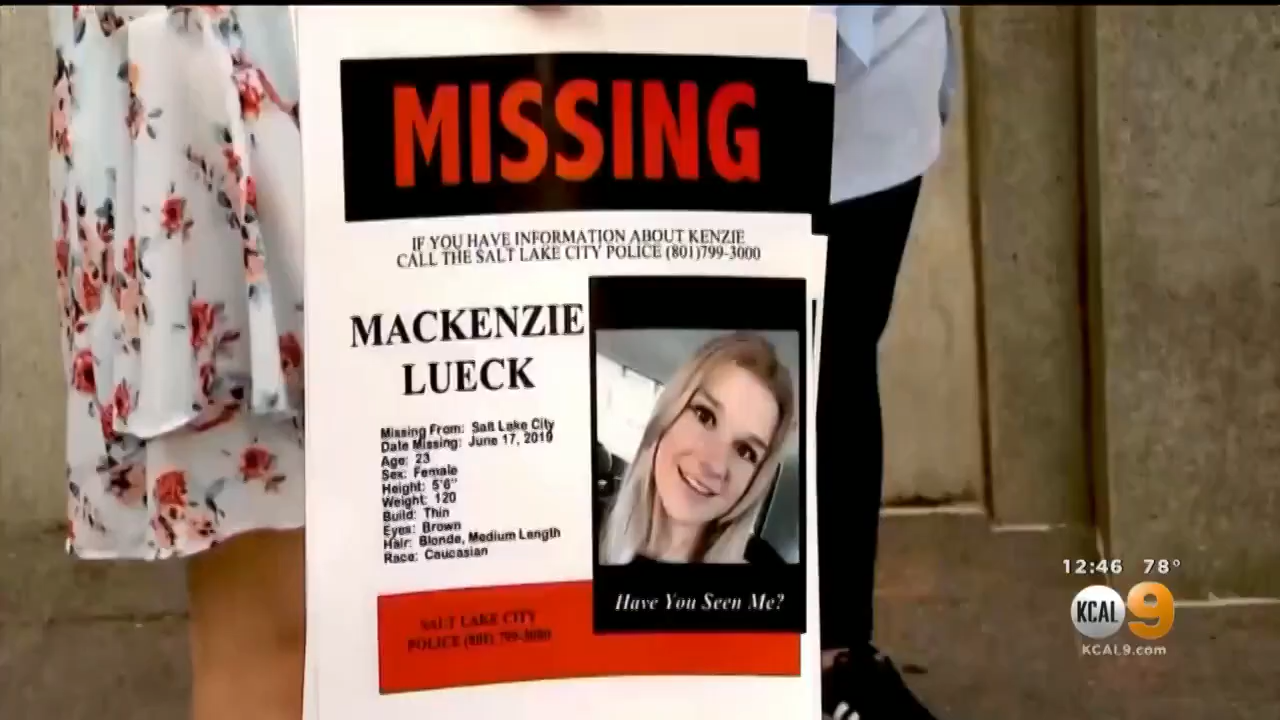 MISSING
IF YOU HAVE INFORMATION ABOUT KENZIE
CALL THE SALT LAKE CITY POLICE (801)799-3000
MACKENZIE
LUECK
Missing From: Salt Lake City
Date Missing: June 17, 2019
Age: 23
Sex: Female
Height: 5'6"
Weight: 120
Build: Thin
Eyes: Brown
Hair: Blonde, Medium Length
Race: Caucasian
Have You Seen Me?
SALT LAKE CITY
POLICE (801) 799-3000
12:46 78°
KCAL 9
KCAL9.com